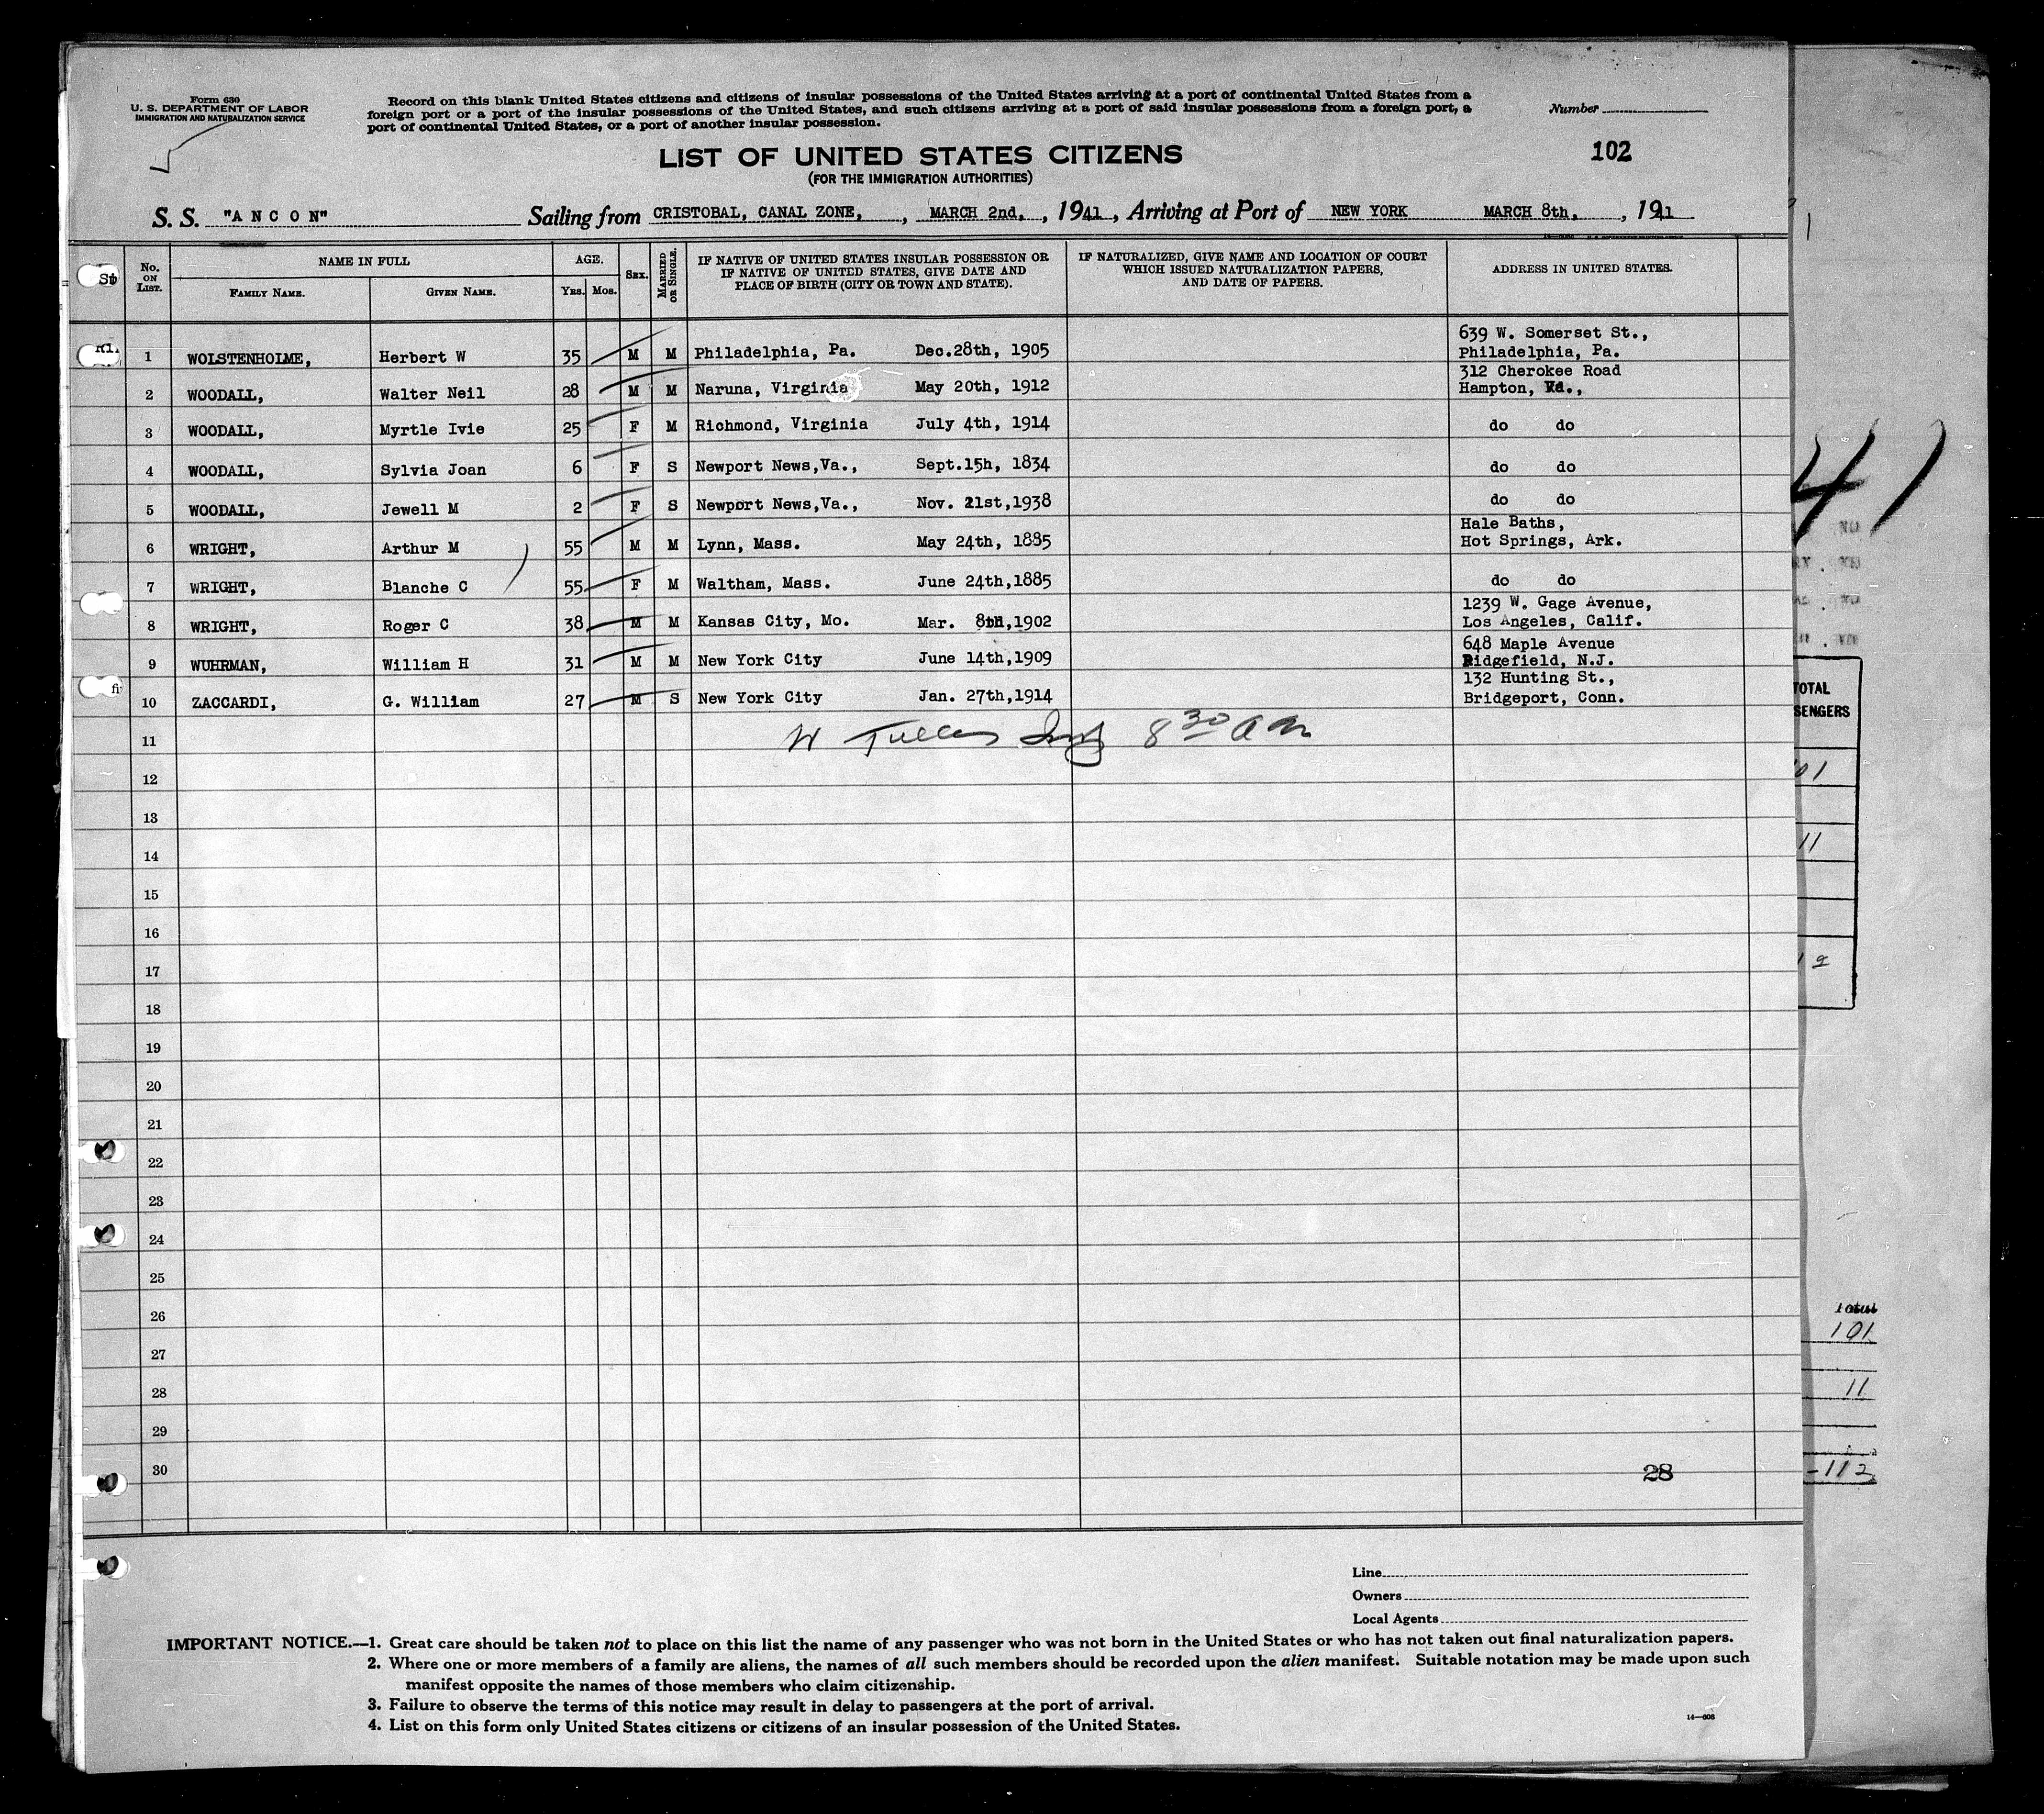 Form 630
U. S. DEPARTMENT OF LABOR
IMMIGRATION AND NATURALIZATION SERVICE
Record on this blank United States citizens and citizens of insular possessions of the United States arriving at a port of continental United States from a
foreign port or a port of the insular possessions of the United States, and such citizens arriving at a port of said insular possessions from a foreign port, a
port of continental United States, or a port of another insular possession.
Number
102
LIST OF UNITED STATES CITIZENS
(FOR THE IMMIGRATION AUTHORITIES)
S. S. "A N C O N" Sailing from CRISTOBAL, CANAL ZONE, , MARCH 2nd, , 1941, Arriving at Port of NEW YORK MARCH 8th, , 1941
No. ON LIST. NAME IN FULL AGE. SEX. MARRIED OR SINGLE. IF NATIVE OF UNITED STATES INSULAR POSSESSION OR IF NATIVE OF UNITED STATES, GIVE DATE AND PLACE OF BIRTH (CITY OR TOWN AND STATE). IF NATURALIZED, GIVE NAME AND LOCATION OF COURT WHICH ISSUED NATURALIZATION PAPERS, AND DATE OF PAPERS. ADDRESS IN UNITED STATES.
FAMILY NAME. GIVEN NAME. YRS. MOS.
639 W. Somerset St.,
1 WOLSTENHOLME, Herbert W 35 M M Philadelphia, Pa. Dec.28th, 1905 Philadelphia, Pa.
312 Cherokee Road
2 WOODALL, Walter Neil 28 M M Naruna, Virginia May 20th, 1912 Hampton, Va.,
3 WOODALL, Myrtle Ivie 25 F M Richmond, Virginia July 4th, 1914 do do
4 WOODALL, Sylvia Joan 6 F S Newport News,Va., Sept.15h, 1834 do do
5 WOODALL, Jewell M 2 F S Newport News,Va., Nov. 21st,1938 do do
Hale Baths,
6 WRIGHT, Arthur M 55 M M Lynn, Mass. May 24th, 1885 Hot Springs, Ark.
7 WRIGHT, Blanche C 55 F M Waltham, Mass. June 24th,1885 do do
1239 W. Gage Avenue,
8 WRIGHT, Roger C 38 M M Kansas City, Mo. Mar. 8th,1902 Los Angeles, Calif.
648 Maple Avenue
9 WUHRMAN, William H 31 M M New York City June 14th,1909 Ridgefield, N.J.
132 Hunting St.,
10 ZACCARDI, G. William 27 M S New York City Jan. 27th,1914 Bridgeport, Conn.
11 8 30 am
12
13
14
15
16
17
18
19
20
21
22
23
24
25
26
27
28
29
30 28
Line
Owners
Local Agents
IMPORTANT NOTICE.—1. Great care should be taken not to place on this list the name of any passenger who was not born in the United States or who has not taken out final naturalization papers.
2. Where one or more members of a family are aliens, the names of all such members should be recorded upon the alien manifest. Suitable notation may be made upon such
manifest opposite the names of those members who claim citizenship.
3. Failure to observe the terms of this notice may result in delay to passengers at the port of arrival.
4. List on this form only United States citizens or citizens of an insular possession of the United States.
14—608
41
TOTAL
11
Total
101
11
112